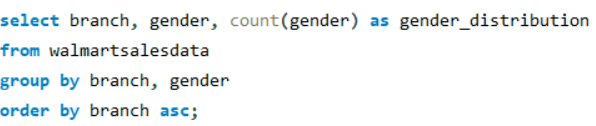 select branch, gender, count(gender) as gender_distribution
from walmartsalesdata
group by branch, gender
order by branch asc;